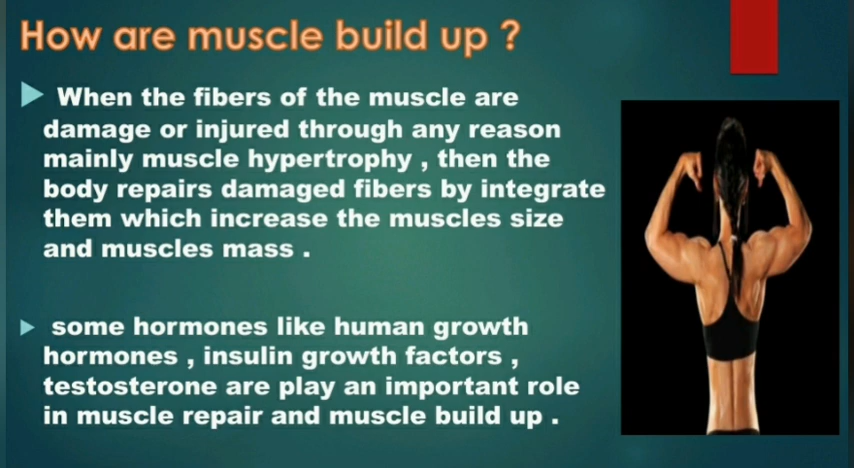 How are muscle build up ?
When the fibers of the muscle are
damage or injured through any reason
mainly muscle hypertrophy , then the
body repairs damaged fibers by integrate
them which increase the muscles size
and muscles mass .
some hormones like human growth
hormones , insulin growth factors ,
testosterone are play an important role
in muscle repair and muscle build up .